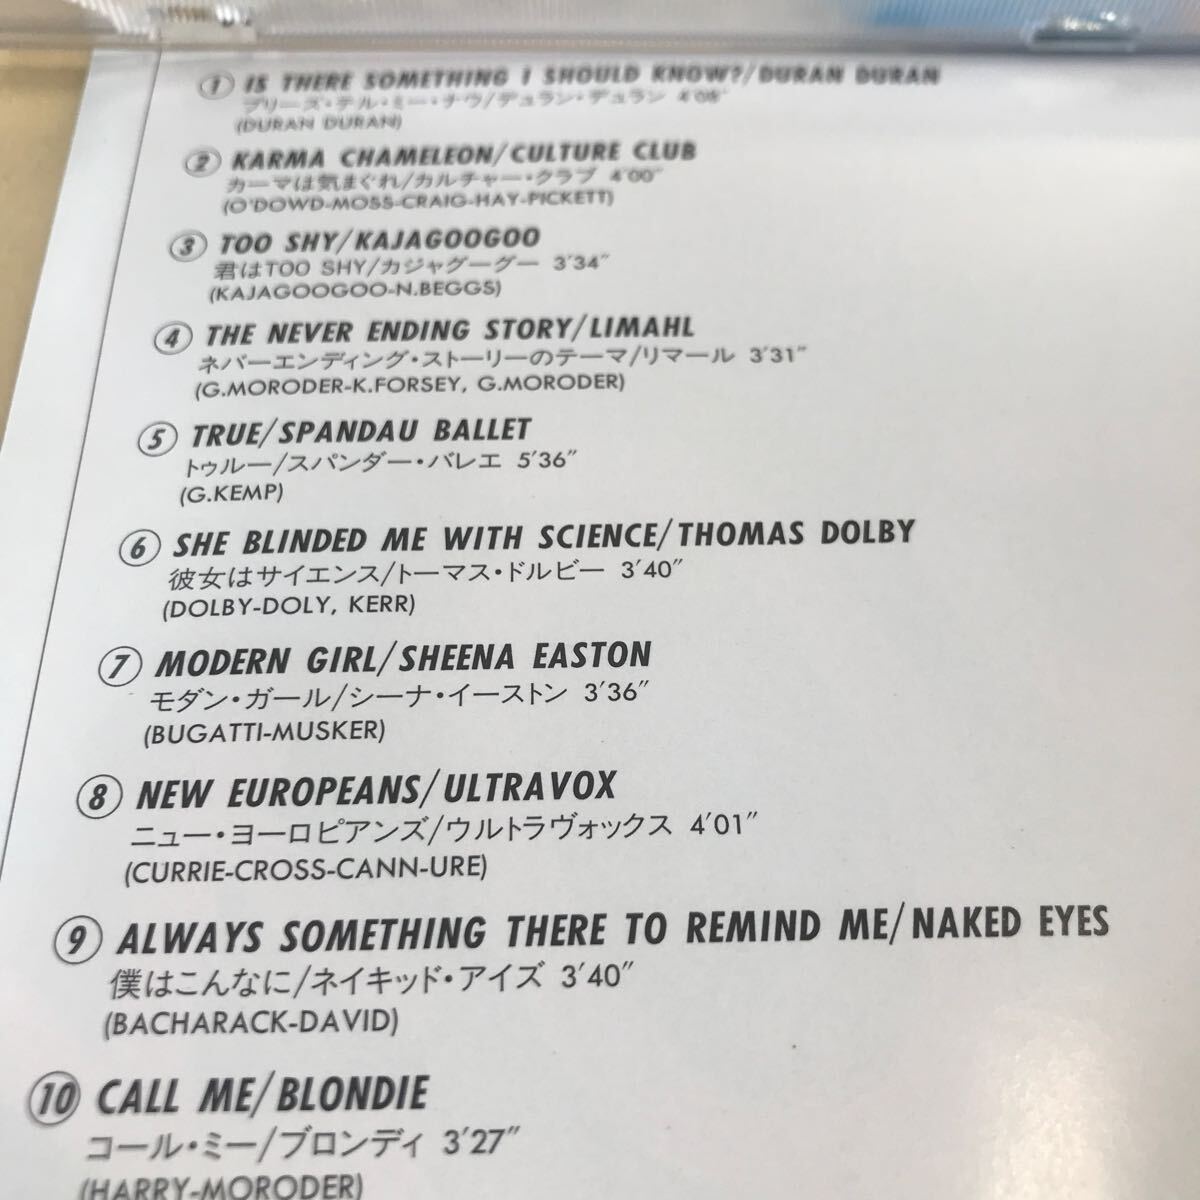 ① IS THERE SOMETHING I SHOULD KNOW?/DURAN DURAN
プリーズ・テル・ミー・ナウ/デュラン・デュラン 4'08"
(DURAN DURAN)
② KARMA CHAMELEON/CULTURE CLUB
カーマは気まぐれ/カルチャー・クラブ 4'00"
(O'DOWD-MOSS-CRAIG-HAY-PICKETT)
③ TOO SHY/KAJAGOOGOO
君はTOO SHY/カジャグーグー 3'34"
(KAJAGOOGOO-N.BEGGS)
④ THE NEVER ENDING STORY/LIMAHL
ネバーエンディング・ストーリーのテーマ/リマール 3'31"
(G.MORODER-K.FORSEY, G.MORODER)
⑤ TRUE/SPANDAU BALLET
トゥルー/スパンダー・バレエ 5'36"
(G.KEMP)
⑥ SHE BLINDED ME WITH SCIENCE/THOMAS DOLBY
彼女はサイエンス/トーマス・ドルビー 3'40"
(DOLBY-DOLY, KERR)
⑦ MODERN GIRL/SHEENA EASTON
モダン・ガール/シーナ・イーストン 3'36"
(BUGATTI-MUSKER)
⑧ NEW EUROPEANS/ULTRAVOX
ニュー・ヨーロピアンズ/ウルトラヴォックス 4'01"
(CURRIE-CROSS-CANN-URE)
⑨ ALWAYS SOMETHING THERE TO REMIND ME/NAKED EYES
僕はこんなに/ネイキッド・アイズ 3'40"
(BACHARACK-DAVID)
⑩ CALL ME/BLONDIE
コール・ミー/ブロンディ 3'27"
(HARRY-MORODER)